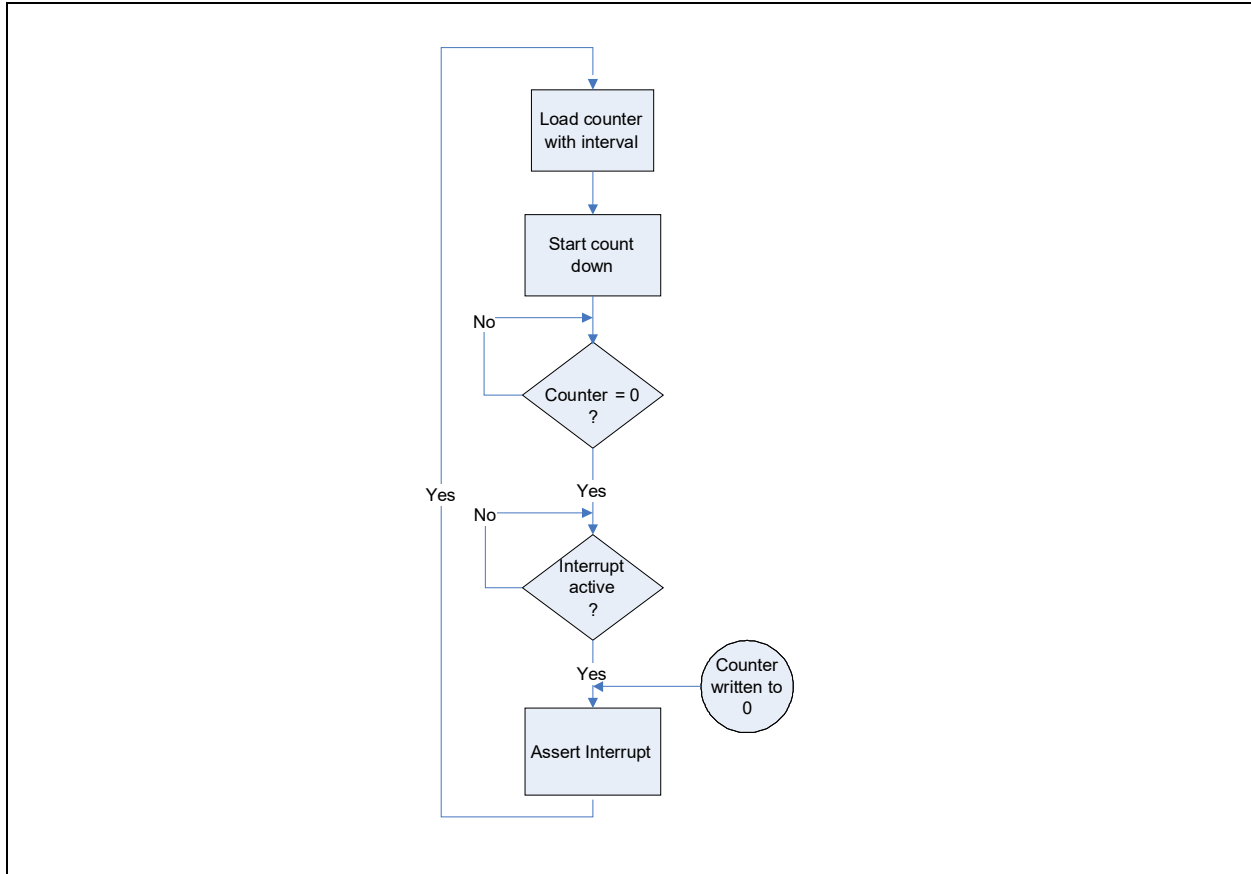 Load counter
with interval
Start count
down
No
Counter = 0
?
Yes
Yes
No
Interrupt
active
?
Yes
Counter
written to
0
Assert Interrupt